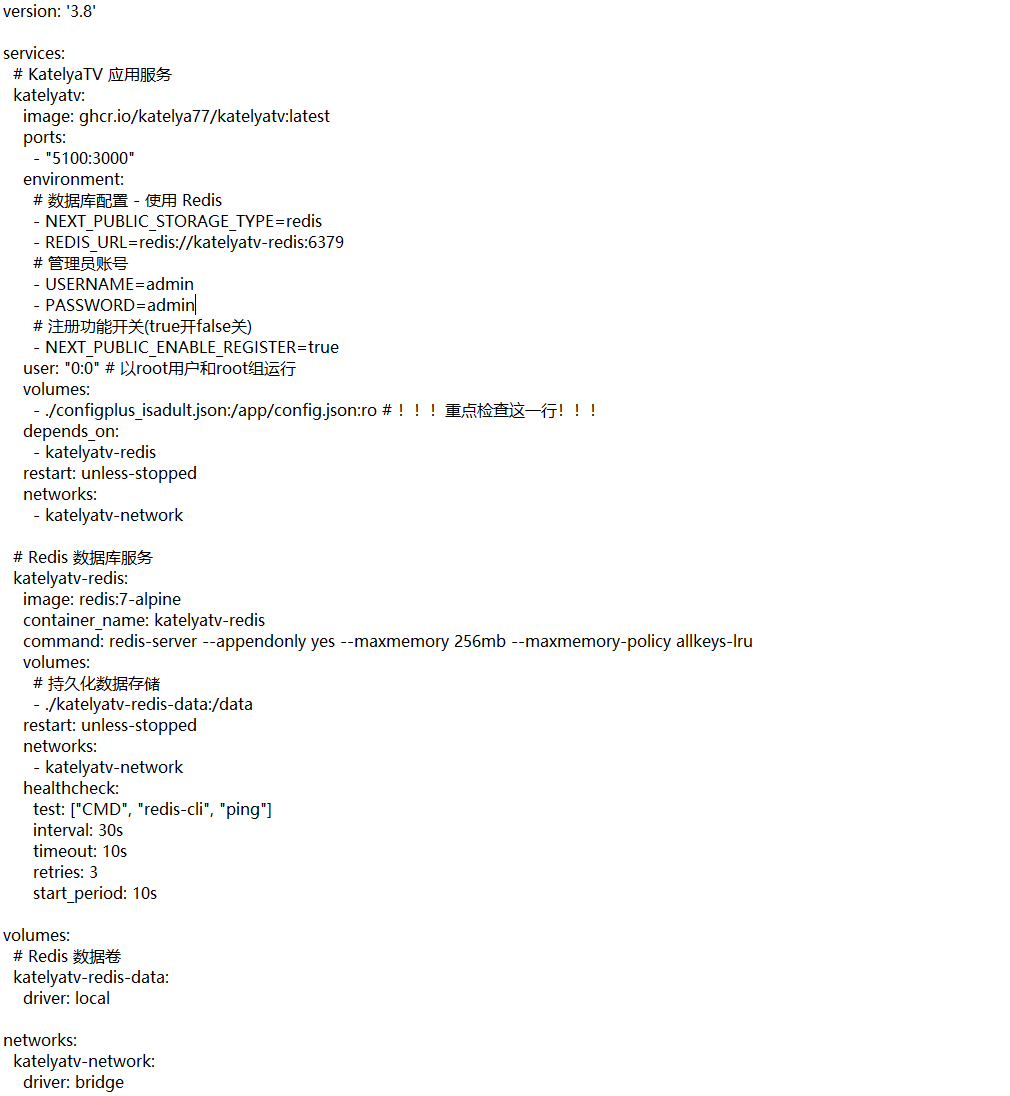 version: '3.8'

services:
  # KatelyaTV 应用服务
  katelyatv:
    image: ghcr.io/katelya77/katelyatv:latest
    ports:
      - "5100:3000"
    environment:
      # 数据库配置 - 使用 Redis
      - NEXT_PUBLIC_STORAGE_TYPE=redis
      - REDIS_URL=redis://katelyatv-redis:6379
      # 管理员账号
      - USERNAME=admin
      - PASSWORD=admin
      # 注册功能开关(true开false关)
      - NEXT_PUBLIC_ENABLE_REGISTER=true
    user: "0:0" # 以root用户和root组运行
    volumes:
      - ./configplus_isadult.json:/app/config.json:ro # ！！！重点检查这一行！！！
    depends_on:
      - katelyatv-redis
    restart: unless-stopped
    networks:
      - katelyatv-network

  # Redis 数据库服务
  katelyatv-redis:
    image: redis:7-alpine
    container_name: katelyatv-redis
    command: redis-server --appendonly yes --maxmemory 256mb --maxmemory-policy allkeys-lru
    volumes:
      # 持久化数据存储
      - ./katelyatv-redis-data:/data
    restart: unless-stopped
    networks:
      - katelyatv-network
    healthcheck:
      test: ["CMD", "redis-cli", "ping"]
      interval: 30s
      timeout: 10s
      retries: 3
      start_period: 10s

volumes:
  # Redis 数据卷
  katelyatv-redis-data:
    driver: local

networks:
  katelyatv-network:
    driver: bridge